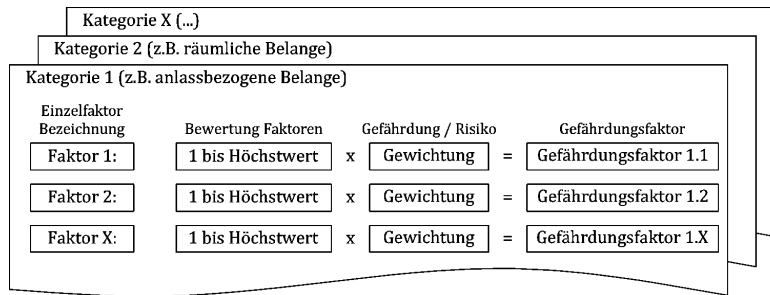 Kategorie X (...)
Kategorie 2 (z.B. räumliche Belange)
Kategorie 1 (z.B. anlassbezogene Belange)
Einzelfaktor
Bezeichnung Bewertung Faktoren Gefährdung / Risiko Gefährdungsfaktor
Faktor 1: 1 bis Höchstwert x Gewichtung = Gefährdungsfaktor 1.1
Faktor 2: 1 bis Höchstwert x Gewichtung = Gefährdungsfaktor 1.2
Faktor X: 1 bis Höchstwert x Gewichtung = Gefährdungsfaktor 1.X